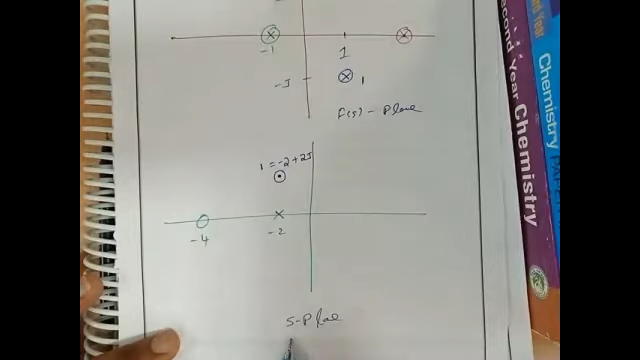 -1
1
-J
1
F(s) - Plane
1 = -2+2J
-4
-2
S-Plane
Second Year Chemistry
Chemistry